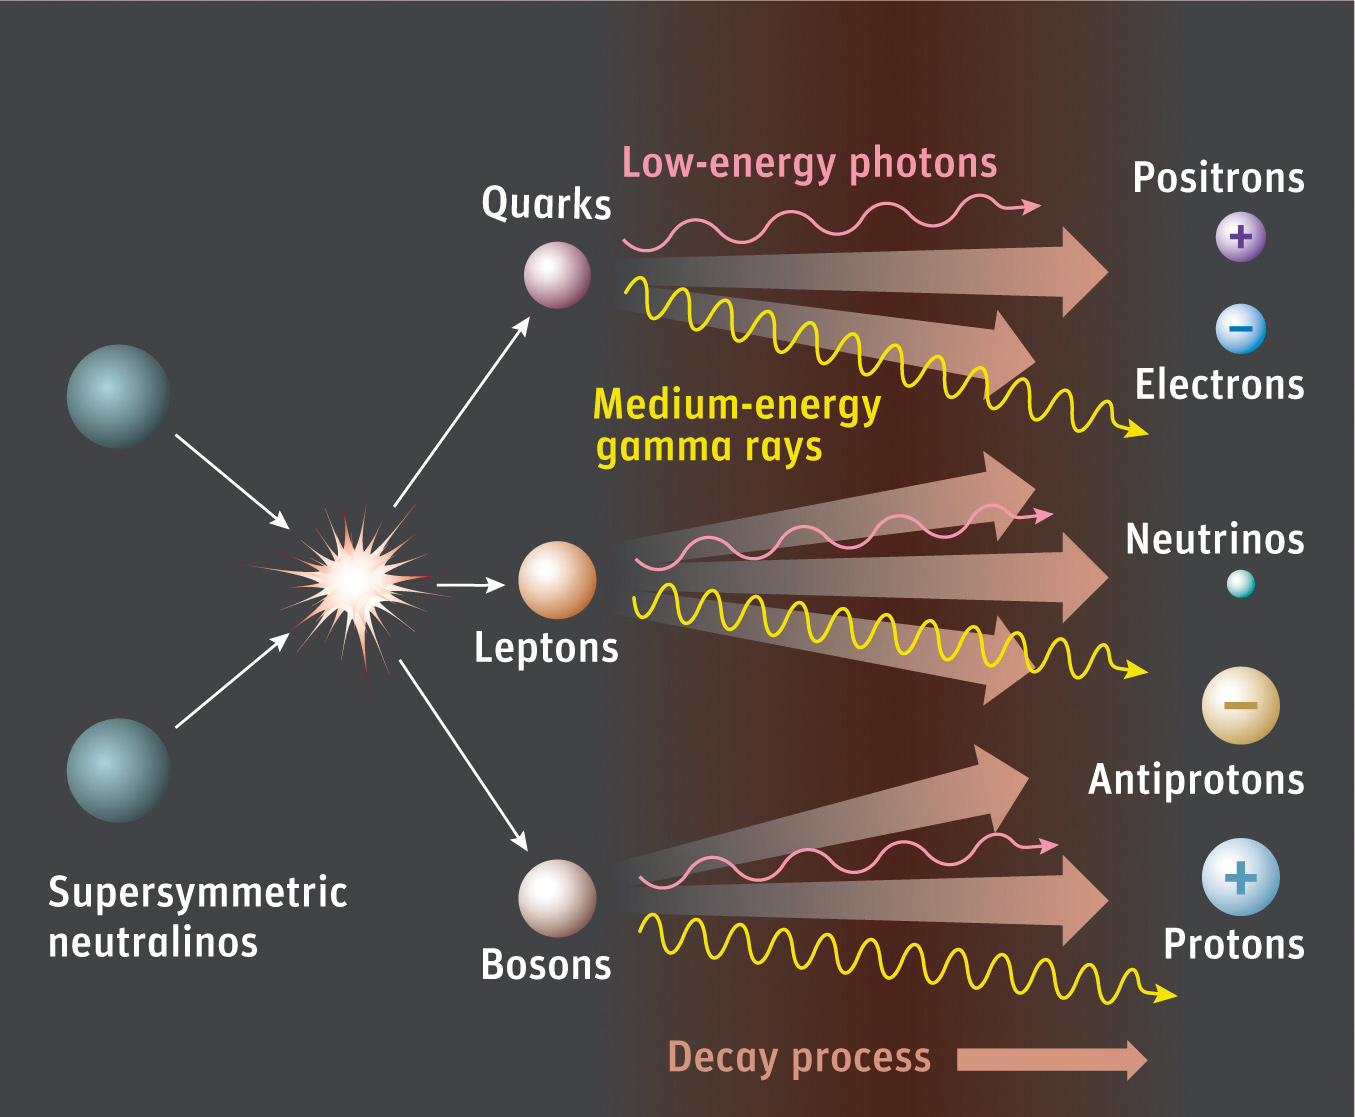 Low-energy photons
Positrons
Quarks
+
−
Electrons
Medium-energy
gamma rays
Neutrinos
Leptons
−
Antiprotons
Supersymmetric
neutralinos
+
Protons
Bosons
Decay process